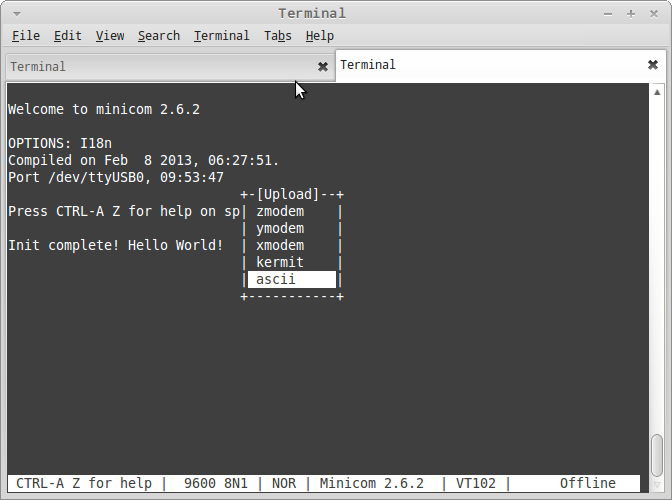 Terminal
File Edit View Search Terminal Tabs Help
Terminal Terminal
Welcome to minicom 2.6.2
OPTIONS: I18n
Compiled on Feb  8 2013, 06:27:51.
Port /dev/ttyUSB0, 09:53:47
+-[Upload]--+
Press CTRL-A Z for help on sp| zmodem    |
| ymodem    |
Init complete! Hello World!  | xmodem    |
| kermit    |
| ascii     |
+-----------+
CTRL-A Z for help |  9600 8N1 | NOR | Minicom 2.6.2  | VT102 |      Offline